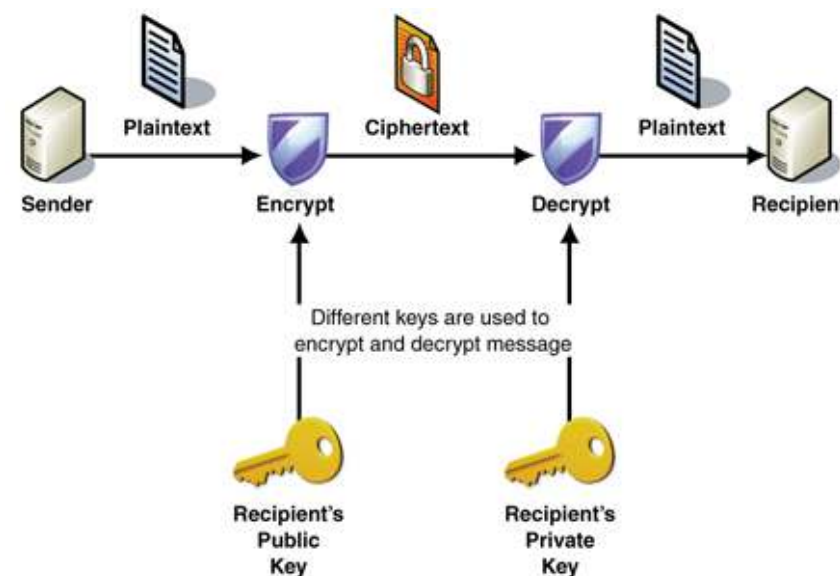 Plaintext
Ciphertext
Plaintext
Sender
Encrypt
Decrypt
Recipient
Different keys are used to
encrypt and decrypt message
Recipient's
Public
Key
Recipient's
Private
Key